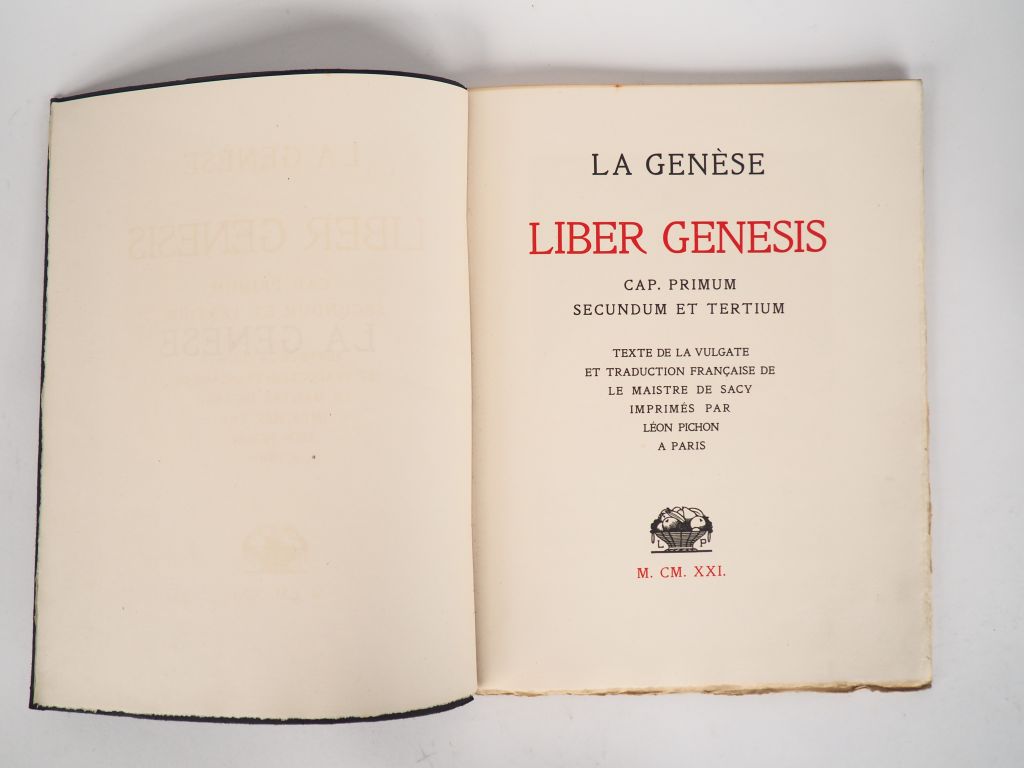 LA GENÈSE
LIBER GENESIS
CAP. PRIMUM
SECUNDUM ET TERTIUM
TEXTE DE LA VULGATE
ET TRADUCTION FRANÇAISE DE
LE MAISTRE DE SACY
IMPRIMÉS PAR
LÉON PICHON
A PARIS
L P
M. CM. XXI.